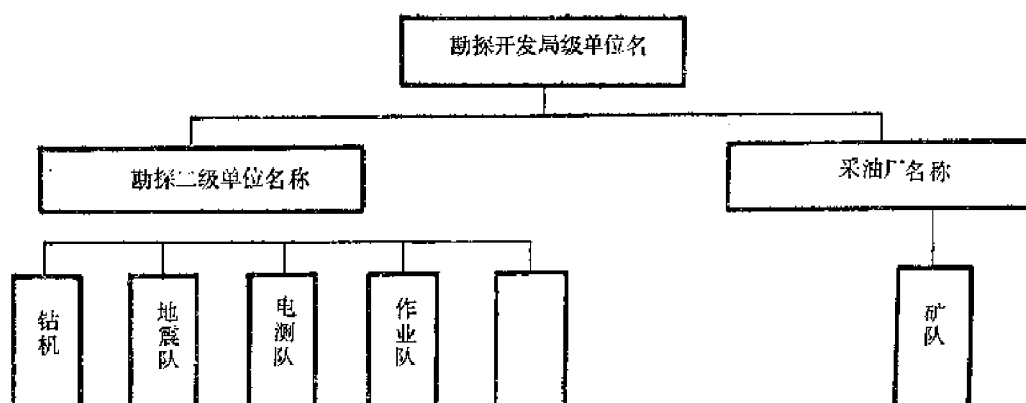 勘探开发局级单位名
勘探二级单位名称
采油厂名称
钻机
地震队
电测队
作业队
矿队